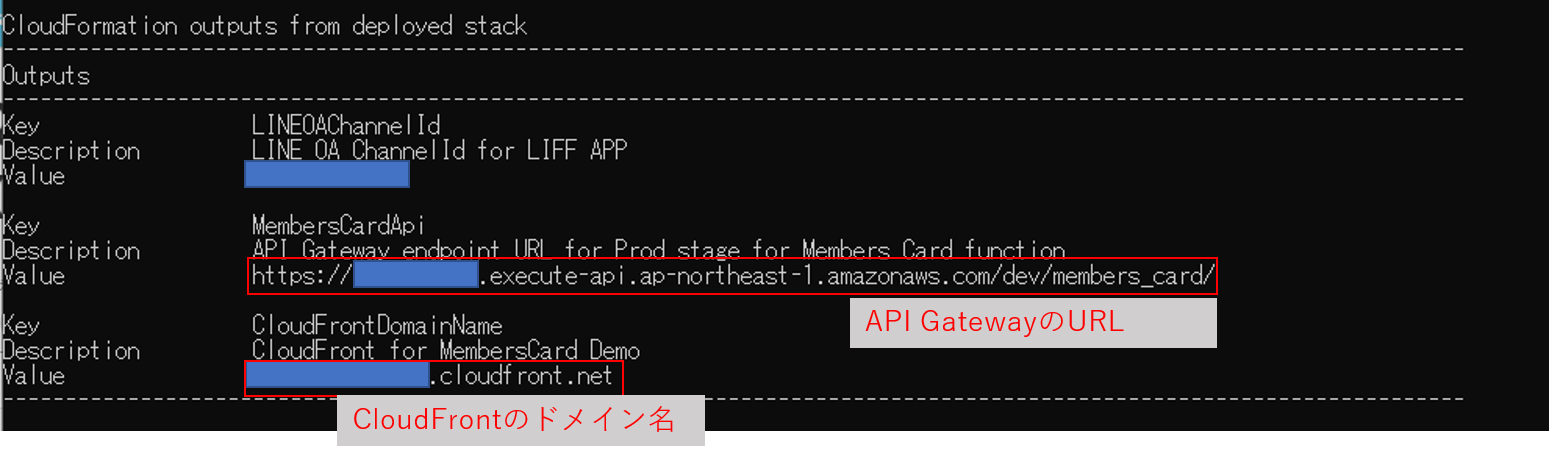 CloudFormation outputs from deployed stack
-------------------------------------------------------------------------------------------------
Outputs
-------------------------------------------------------------------------------------------------
Key LINEOAChannelId
Description LINE OA ChannelId for LIFF APP
Value
Key MembersCardApi
Description API Gateway endpoint URL for Prod stage for Members Card function
Value https:// .execute-api.ap-northeast-1.amazonaws.com/dev/members_card/
API GatewayのURL
Key CloudFrontDomainName
Description CloudFront for MembersCard Demo
Value .cloudfront.net
-------------------------------------------------------------------------------------------------
CloudFrontのドメイン名